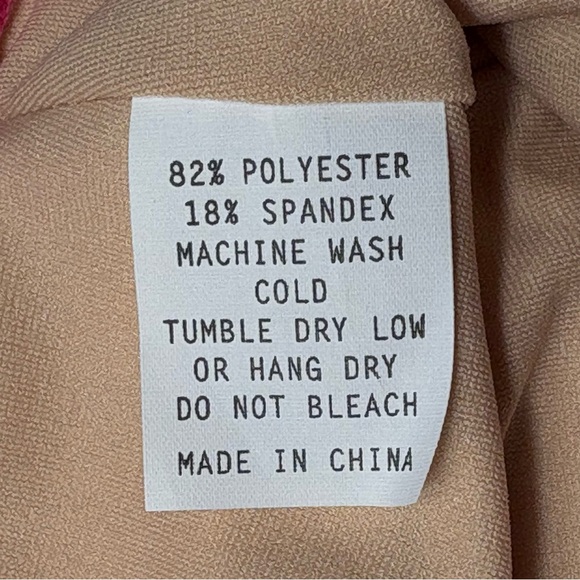 82% POLYESTER
18% SPANDEX
MACHINE WASH
COLD
TUMBLE DRY LOW
OR HANG DRY
DO NOT BLEACH
MADE IN CHINA